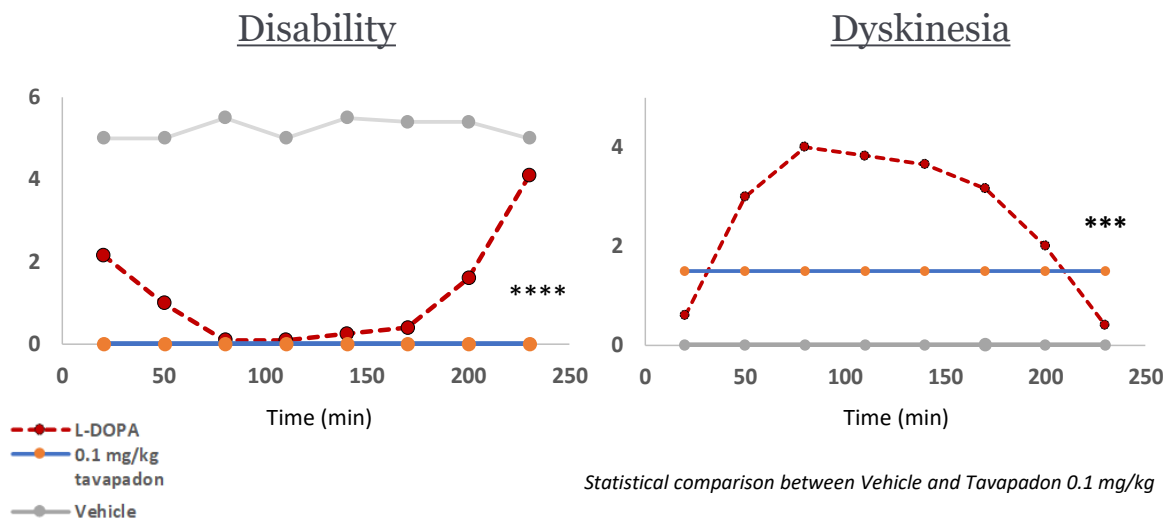 Disability
Dyskinesia
6
4
2
0
0
50
100
150
200
250
****
Time (min)
4
2
0
0
50
100
150
200
250
***
Time (min)
L-DOPA
0.1 mg/kg
tavapadon
Vehicle
Statistical comparison between Vehicle and Tavapadon 0.1 mg/kg